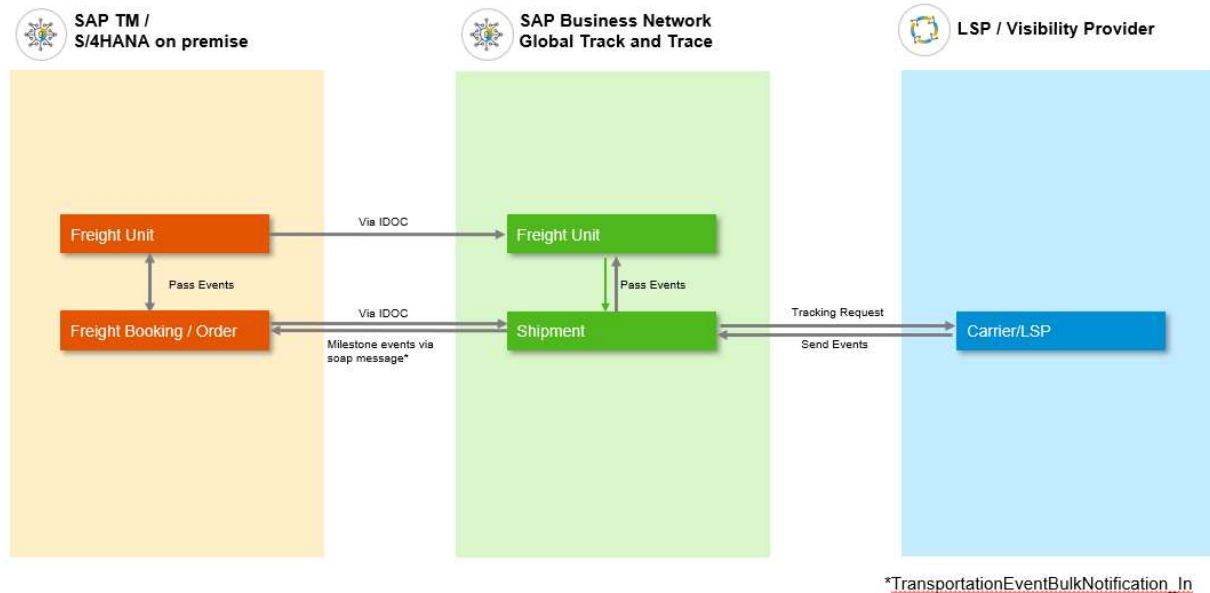 SAP TM /
S/4HANA on premise
SAP Business Network
Global Track and Trace
LSP / Visibility Provider
Freight Unit
Via IDOC
Freight Unit
Pass Events
Pass Events
Freight Booking / Order
Via IDOC
Milestone events via
soap message*
Shipment
Tracking Request
Send Events
Carrier/LSP
*TransportationEventBulkNotification_In